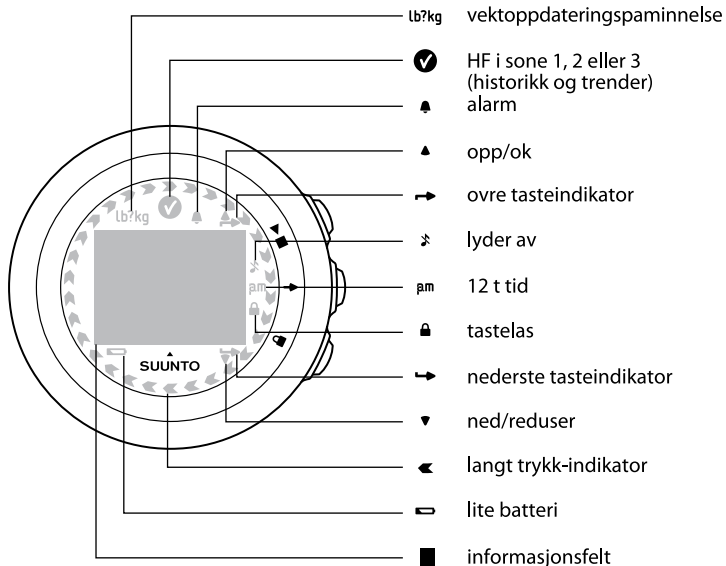 lb?kg vektoppdateringspaminnelse
HF i sone 1, 2 eller 3
(historikk og trender)
alarm
opp/ok
ovre tasteindikator
lyder av
pm 12 t tid
tastelas
nederste tasteindikator
ned/reduser
langt trykk-indikator
lite batteri
informasjonsfelt
lb?kg
pm
SUUNTO